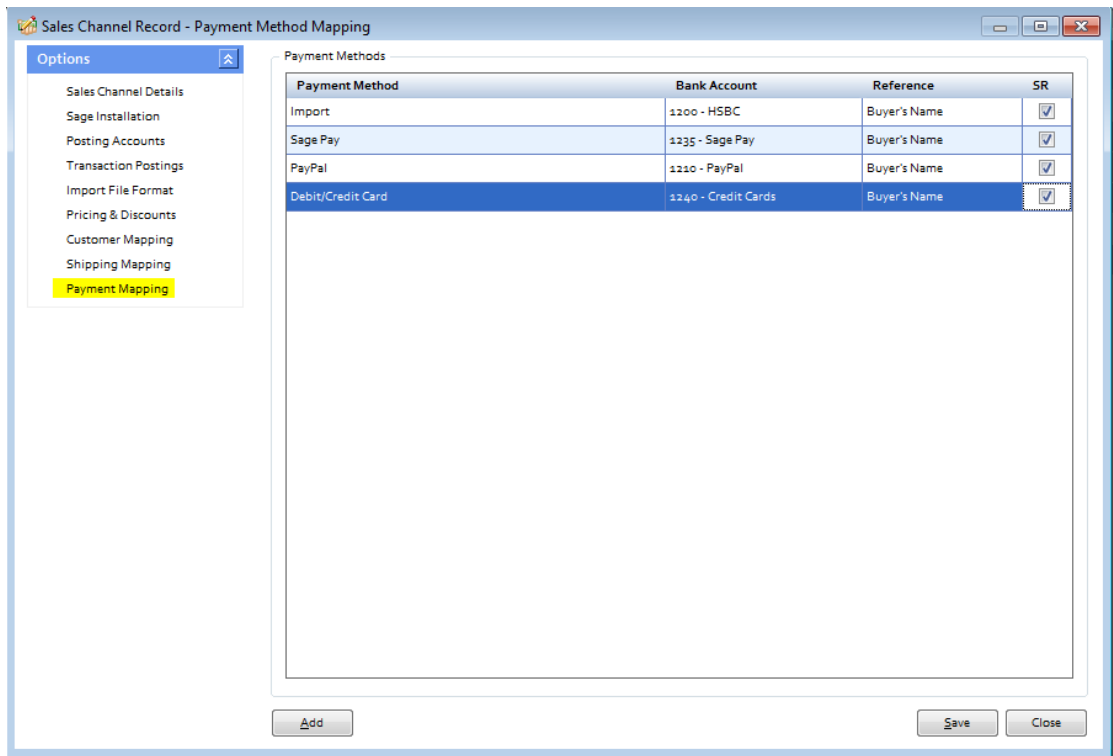 Sales Channel Record - Payment Method Mapping
Options
Sales Channel Details
Sage Installation
Posting Accounts
Transaction Postings
Import File Format
Pricing & Discounts
Customer Mapping
Shipping Mapping
Payment Mapping
Payment Methods
Payment Method Bank Account Reference SR
Import 1200 - HSBC Buyer's Name
Sage Pay 1235 - Sage Pay Buyer's Name
PayPal 1210 - PayPal Buyer's Name
Debit/Credit Card 1240 - Credit Cards Buyer's Name
Add Save Close